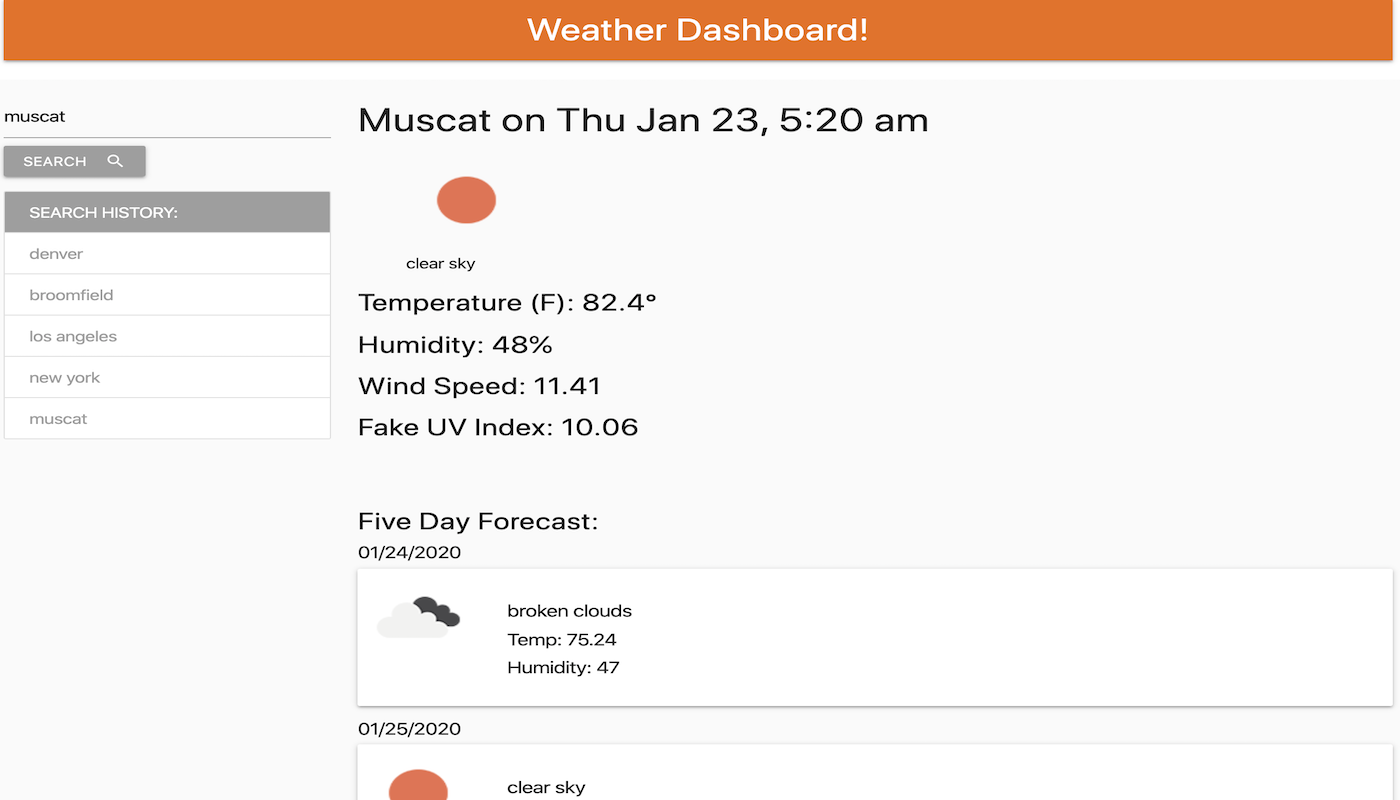 Weather Dashboard!
muscat
SEARCH
SEARCH HISTORY:
denver
broomfield
los angeles
new york
muscat
Muscat on Thu Jan 23, 5:20 am
clear sky
Temperature (F): 82.4°
Humidity: 48%
Wind Speed: 11.41
Fake UV Index: 10.06
Five Day Forecast:
01/24/2020
broken clouds
Temp: 75.24
Humidity: 47
01/25/2020
clear sky